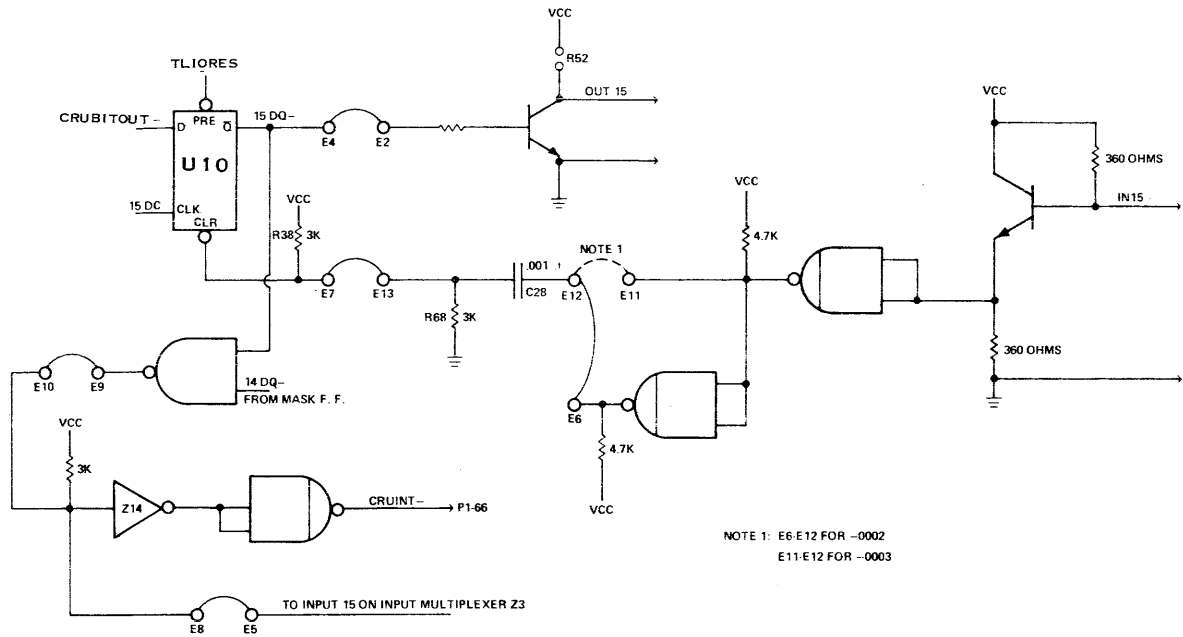 VCC
R52
TLIORES
OUT 15
CRUBITOUT-
D PRE Q
15 DQ-
U10
E4 E2
15 DC
CLK
CLR
VCC
360 OHMS
IN15
VCC
R38 3K
VCC
4.7K
NOTE 1
.001
C28
E7 E13
E12 E11
R68 3K
360 OHMS
E10 E9
14 DQ-
FROM MASK F. F.
E6
VCC
3K
4.7K
VCC
Z14
CRUINT-
P1-66
NOTE 1: E6-E12 FOR -0002
E11-E12 FOR -0003
TO INPUT 15 ON INPUT MULTIPLEXER Z3
E8 E5